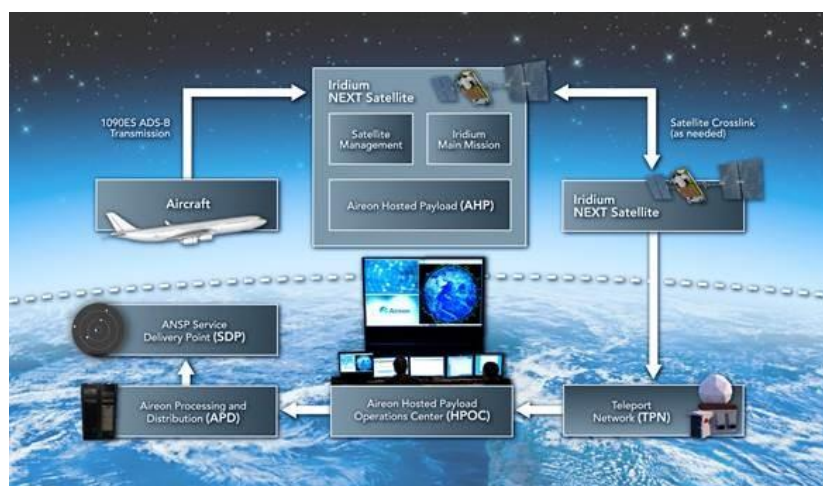 Iridium
NEXT Satellite
1090ES ADS-B
Transmission
Satellite
Management
Iridium
Main Mission
Satellite Crosslink
(as needed)
Aircraft
Aireon Hosted Payload (AHP)
Iridium
NEXT Satellite
Aireon
ANSP Service
Delivery Point (SDP)
Aireon Processing and
Distribution (APD)
Aireon Hosted Payload
Operations Center (HPOC)
Teleport
Network (TPN)